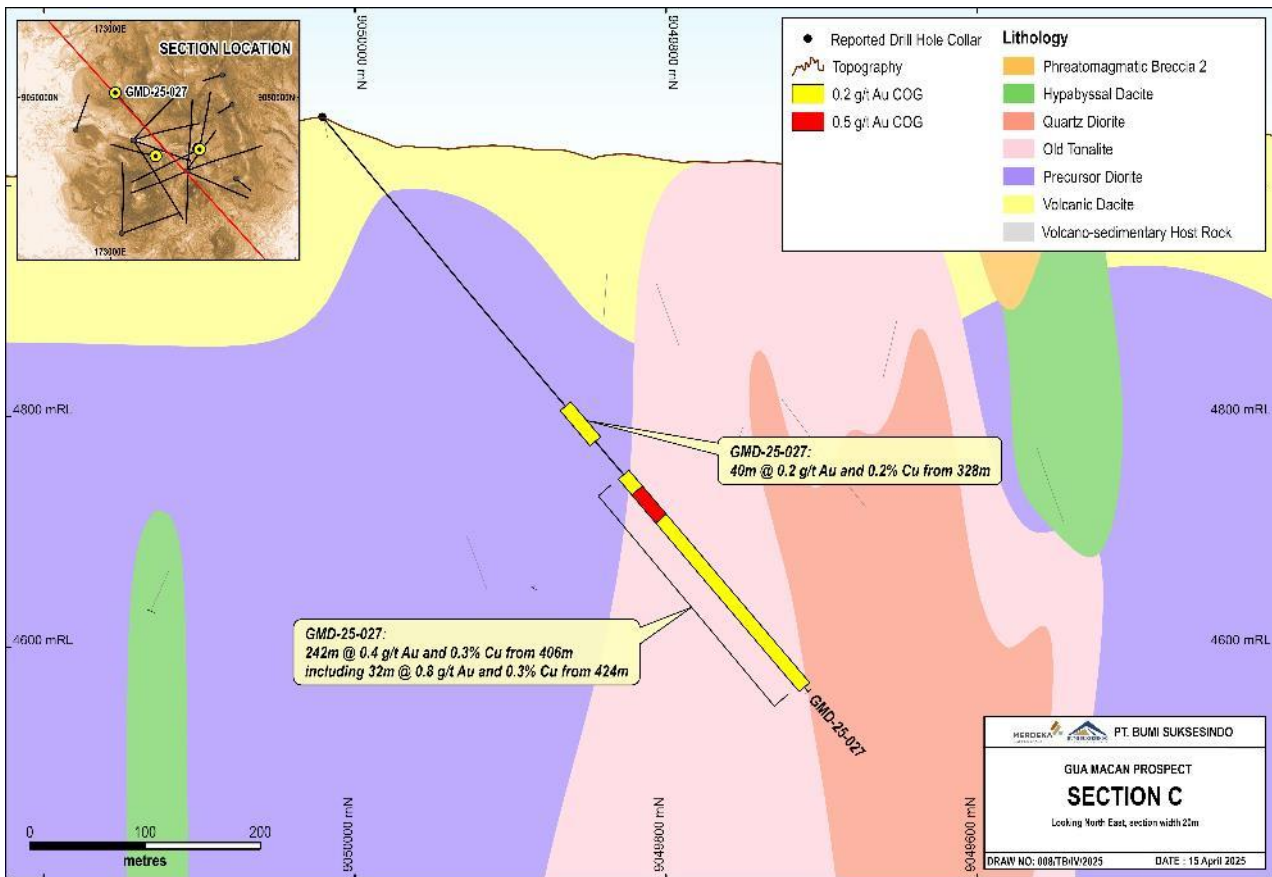 173000E
SECTION LOCATION
GMD-25-027
9050000N
9050000N
173000E
9050000 mN
9049800 mN
Reported Drill Hole Collar
Topography
0.2 g/t Au COG
0.5 g/t Au COG
Lithology
Phreatomagmatic Breccia 2
Hypabyssal Dacite
Quartz Diorite
Old Tonalite
Precursor Diorite
Volcanic Dacite
Volcano-sedimentary Host Rock
4800 mRL
4800 mRL
GMD-25-027:
40m @ 0.2 g/t Au and 0.2% Cu from 328m
GMD-25-027:
242m @ 0.4 g/t Au and 0.3% Cu from 406m
including 32m @ 0.8 g/t Au and 0.3% Cu from 424m
4600 mRL
4600 mRL
GMD-25-027
9050000 mN
9049800 mN
9049600 mN
0 100 200
metres
MERDEKA
PT. BUMI SUKSESINDO
GUA MACAN PROSPECT
SECTION C
Looking North East, section width 20m
DRAW NO: 008/TB/IV/2025 DATE : 15 April 2025